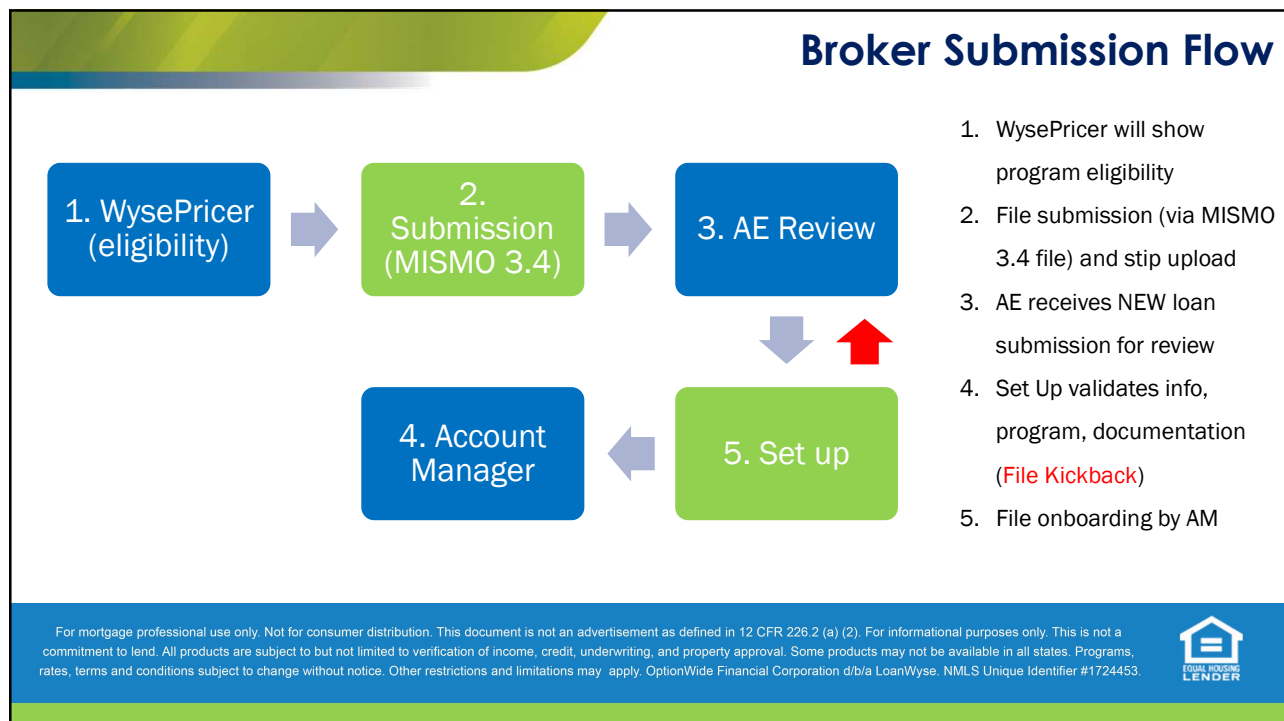 Broker Submission Flow
1. WysePricer
(eligibility)
2.
Submission
(MISMO 3.4)
3. AE Review
4. Account
Manager
5. Set up
1. WysePricer will show
program eligibility
2. File submission (via MISMO
3.4 file) and stip upload
3. AE receives NEW loan
submission for review
4. Set Up validates info,
program, documentation
(File Kickback)
5. File onboarding by AM
For mortgage professional use only. Not for consumer distribution. This document is not an advertisement as defined in 12 CFR 226.2 (a) (2). For informational purposes only. This is not a
commitment to lend. All products are subject to but not limited to verification of income, credit, underwriting, and property approval. Some products may not be available in all states. Programs,
rates, terms and conditions subject to change without notice. Other restrictions and limitations may apply. OptionWide Financial Corporation d/b/a LoanWyse. NMLS Unique Identifier #1724453.
EQUAL HOUSING
LENDER